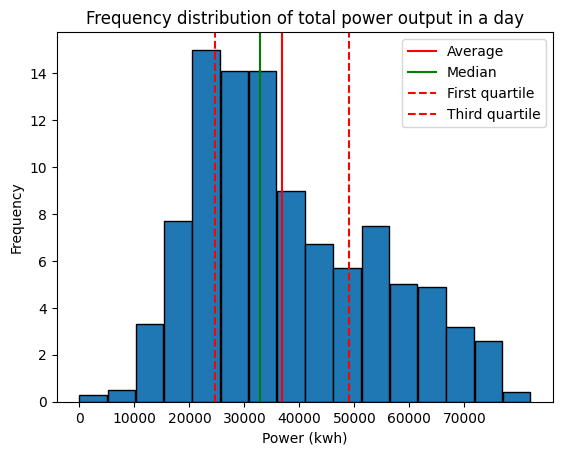 Frequency distribution of total power output in a day
Average
Median
First quartile
Third quartile
14
12
10
8
6
4
2
0
Frequency
0 10000 20000 30000 40000 50000 60000 70000
Power (kwh)